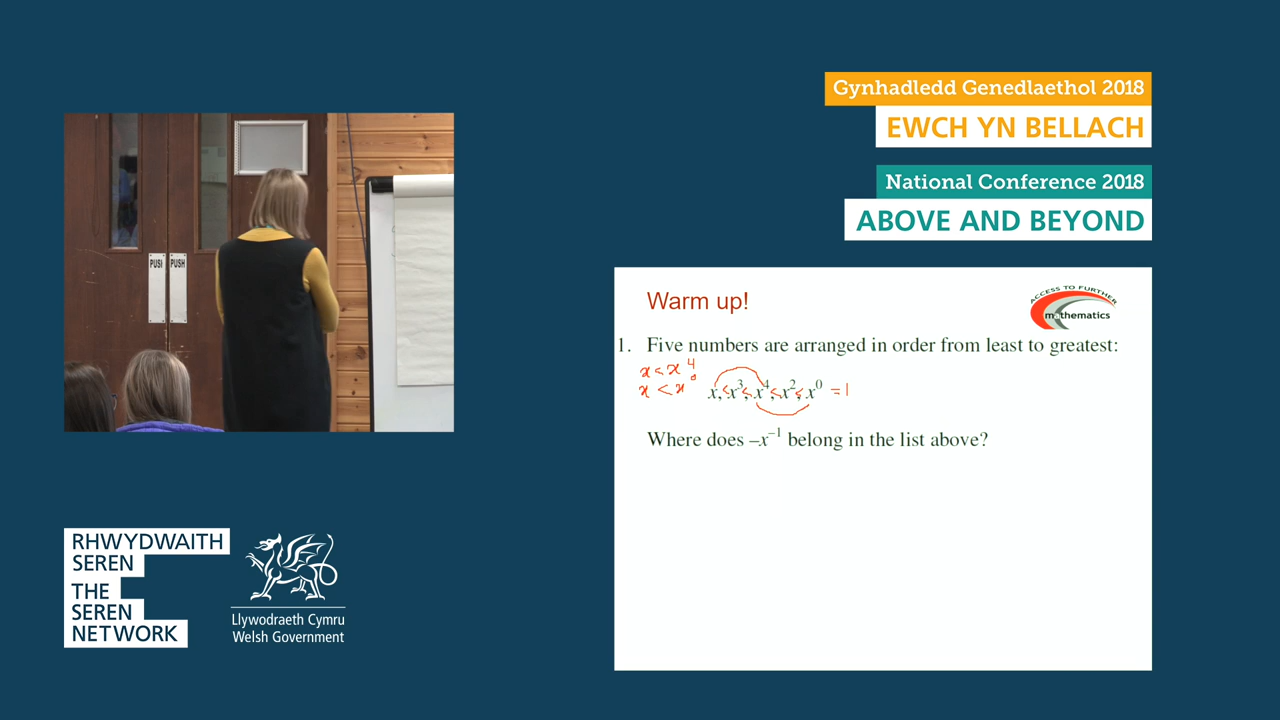 Gynhadledd Genedlaethol 2018
EWCH YN BELLACH
National Conference 2018
ABOVE AND BEYOND
PUSH PUSH
Warm up!
ACCESS TO FURTHER
mathematics
1. Five numbers are arranged in order from least to greatest:
x < x⁴
x < x⁰
x, < x³, < x⁴, < x², < x⁰ = 1
Where does –x⁻¹ belong in the list above?
RHWYDWAITH
SEREN
THE
SEREN
NETWORK
Llywodraeth Cymru
Welsh Government